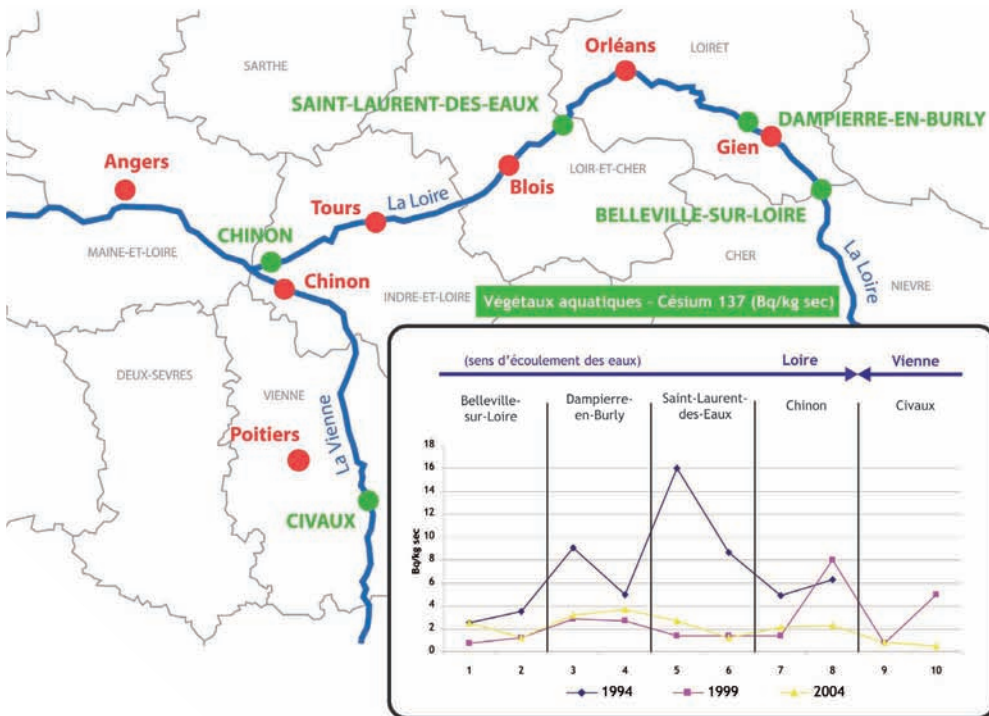 Orléans
LOIRET
SARTHE
SAINT-LAURENT-DES-EAUX
DAMPIERRE-EN-BURLY
Gien
Angers
LOIR-ET-CHER
Blois
La Loire
Tours
BELLEVILLE-SUR-LOIRE
CHINON
MAINE-ET-LOIRE
CHER
La Loire
Chinon
INDRE-ET-LOIRE
NIÈVRE
Végétaux aquatiques - Césium 137 (Bq/kg sec)
DEUX-SEVRES
VIENNE
Poitiers
La Vienne
CIVAUX
(sens d'écoulement des eaux)
Loire
Vienne
Belleville-
sur-Loire
Dampierre-
en-Burly
Saint-Laurent-
des-Eaux
Chinon
Civaux
Bq/kg sec
18
16
14
12
10
8
6
4
2
0
1 2 3 4 5 6 7 8 9 10
1994 1999 2004